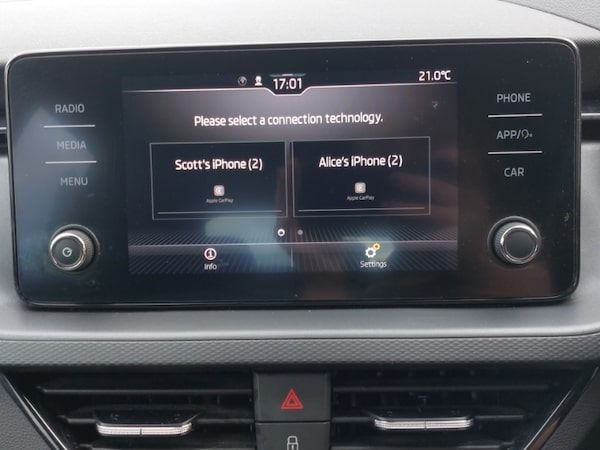 17:01
21.0°C
RADIO
MEDIA
MENU
Please select a connection technology.
Scott's iPhone (2)
Apple CarPlay
Alice's iPhone (2)
Apple CarPlay
Info
Settings
PHONE
APP/
CAR